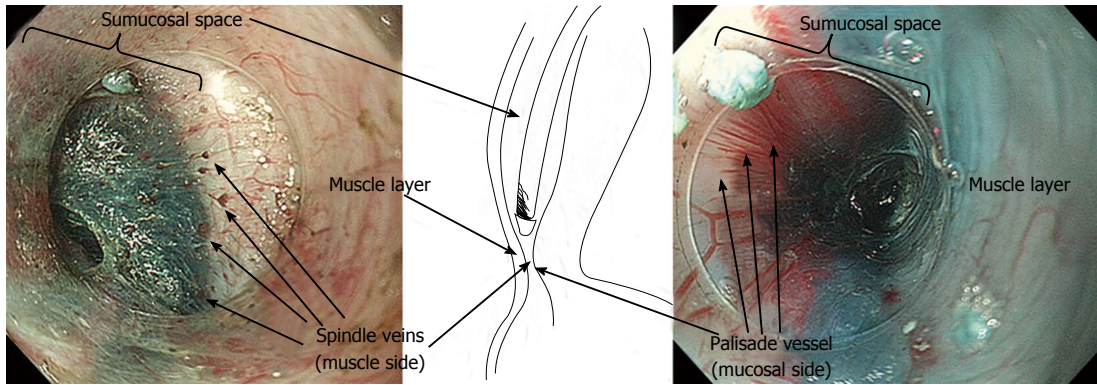 Sumucosal space
Sumucosal space
Muscle layer
Muscle layer
Spindle veins
(muscle side)
Palisade vessel
(mucosal side)